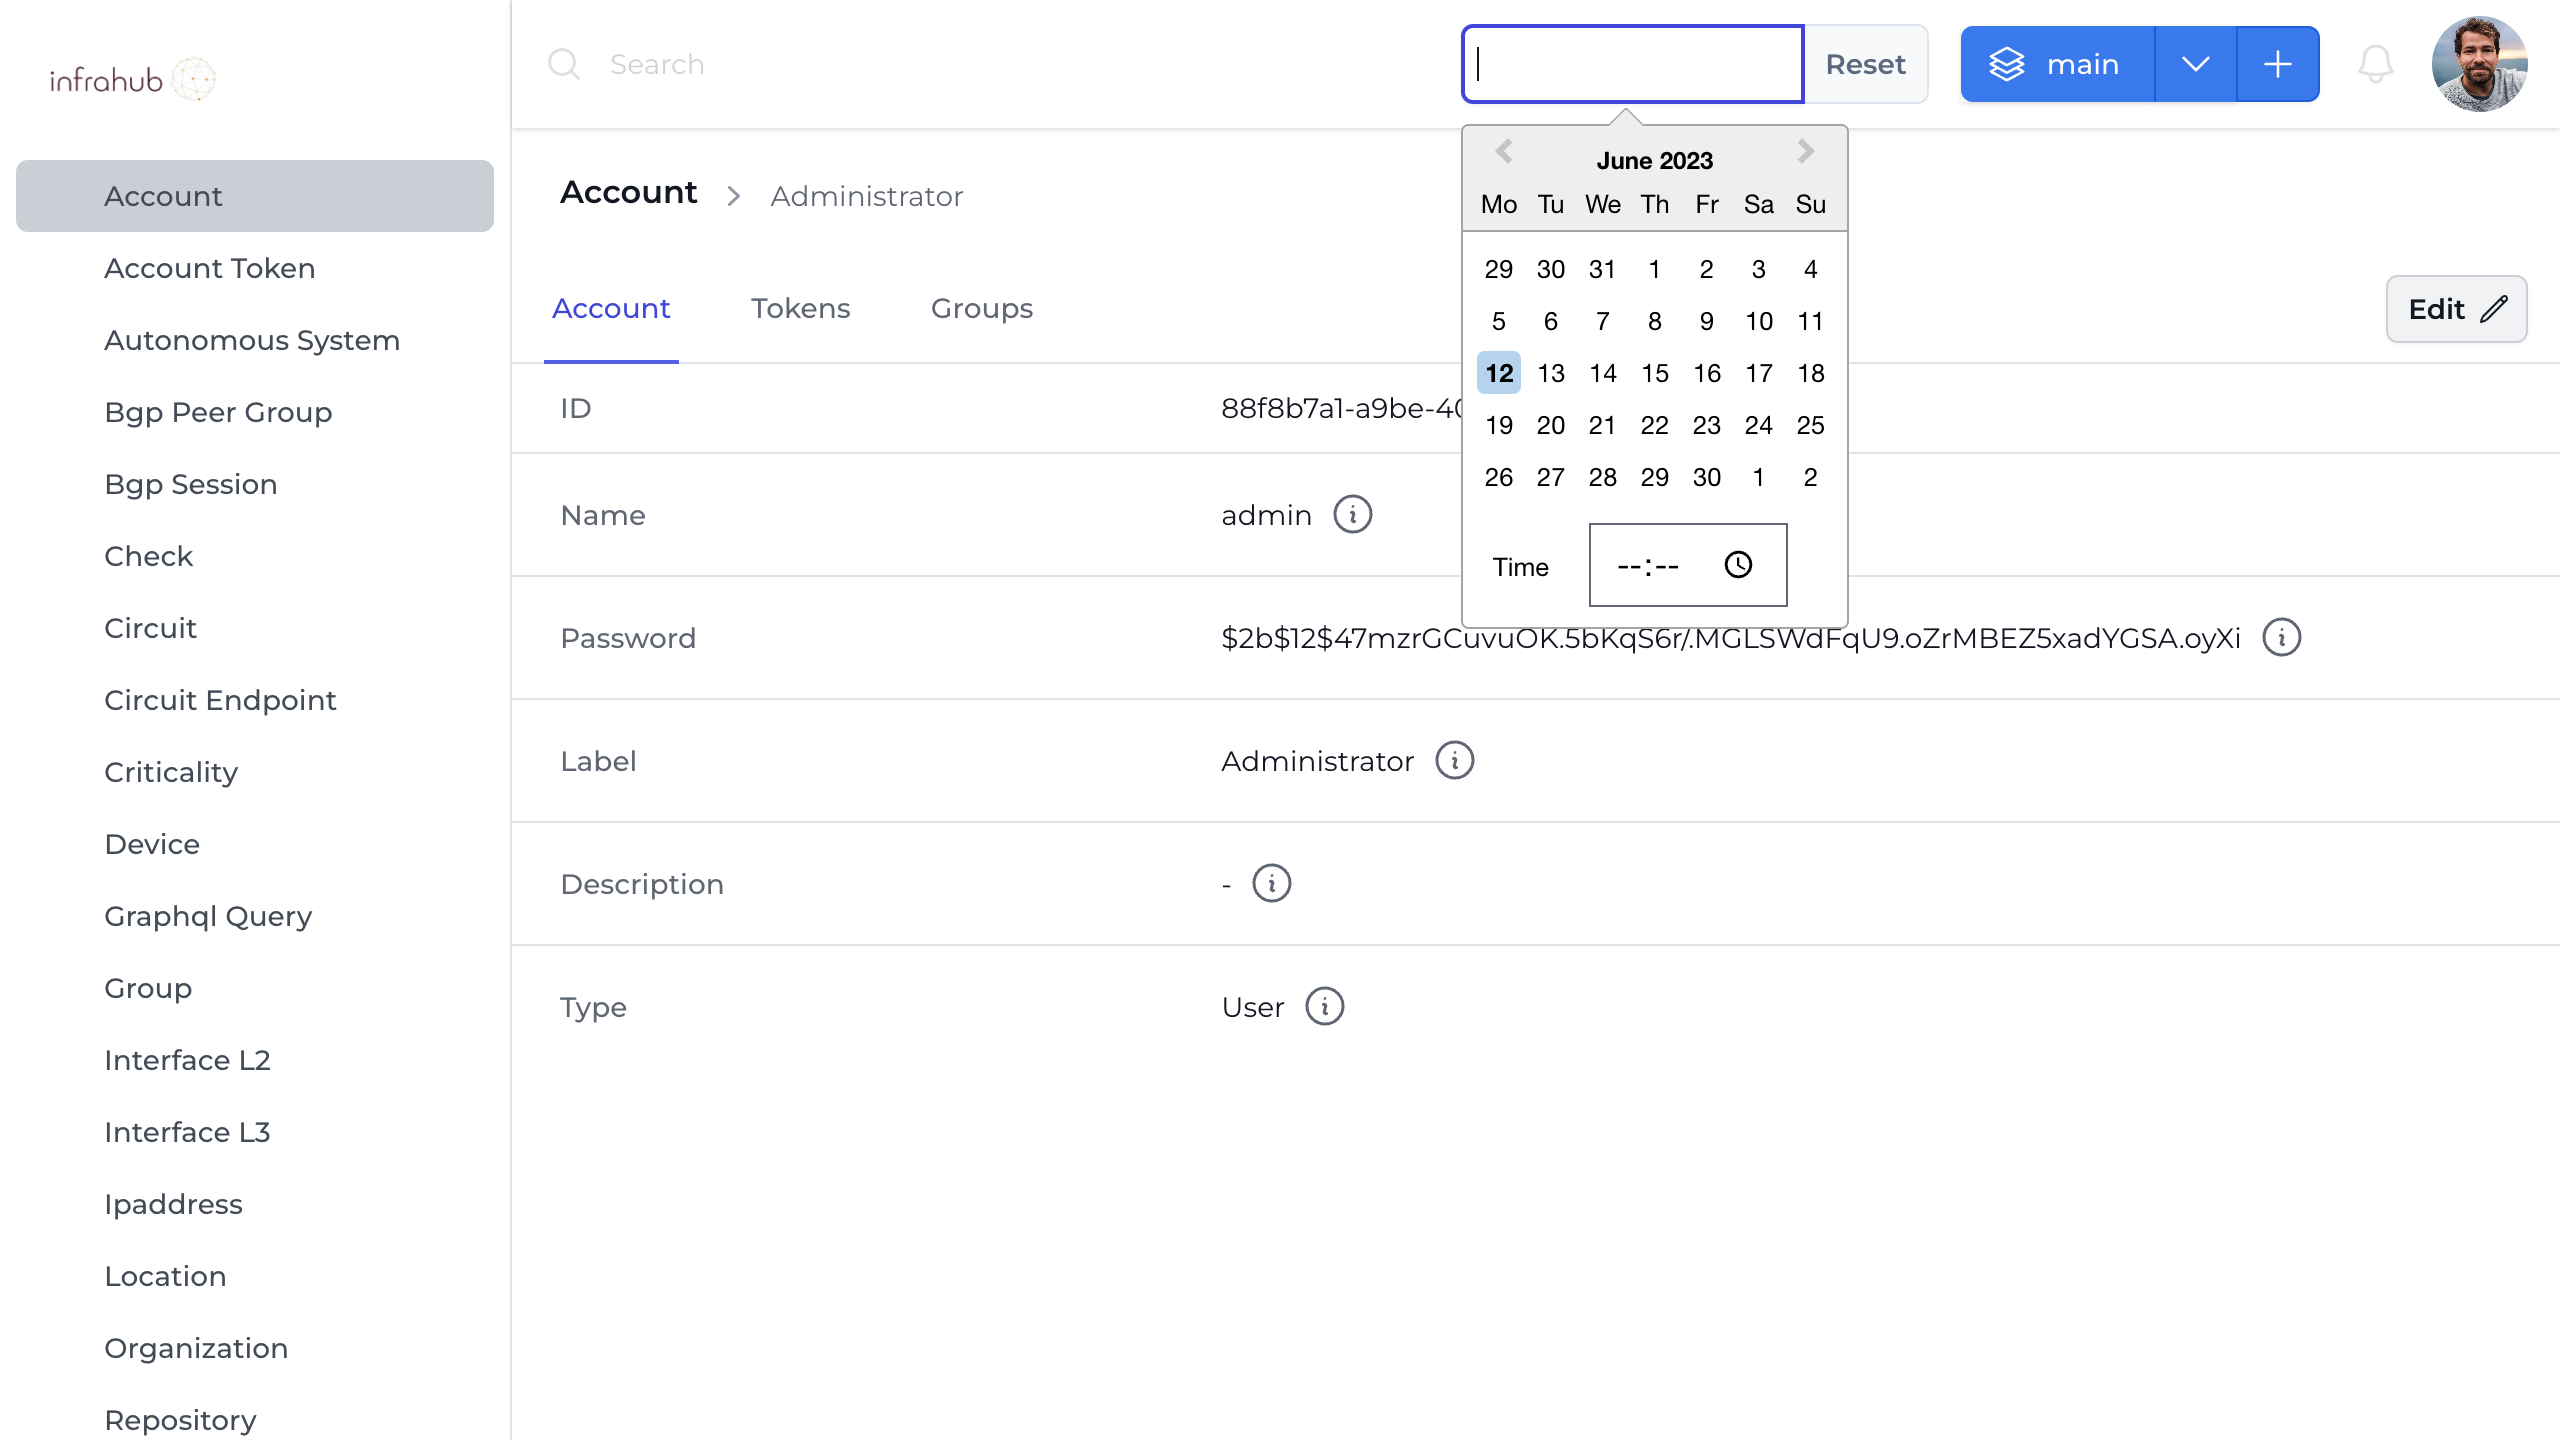 infrahub
Search
Reset
main
Account
Account Token
Autonomous System
Bgp Peer Group
Bgp Session
Check
Circuit
Circuit Endpoint
Criticality
Device
Graphql Query
Group
Interface L2
Interface L3
Ipaddress
Location
Organization
Repository
Account > Administrator
Account Tokens Groups
Edit
ID 88f8b7a1-a9be-40
Name admin
Password $2b$12$47mzrGCuvuOK.5bKqS6r/.MGLSWdFqU9.oZrMBEZ5xadYGSA.oyXi
Label Administrator
Description -
Type User
June 2023
Mo Tu We Th Fr Sa Su
29 30 31 1 2 3 4
5 6 7 8 9 10 11
12 13 14 15 16 17 18
19 20 21 22 23 24 25
26 27 28 29 30 1 2
Time --:--